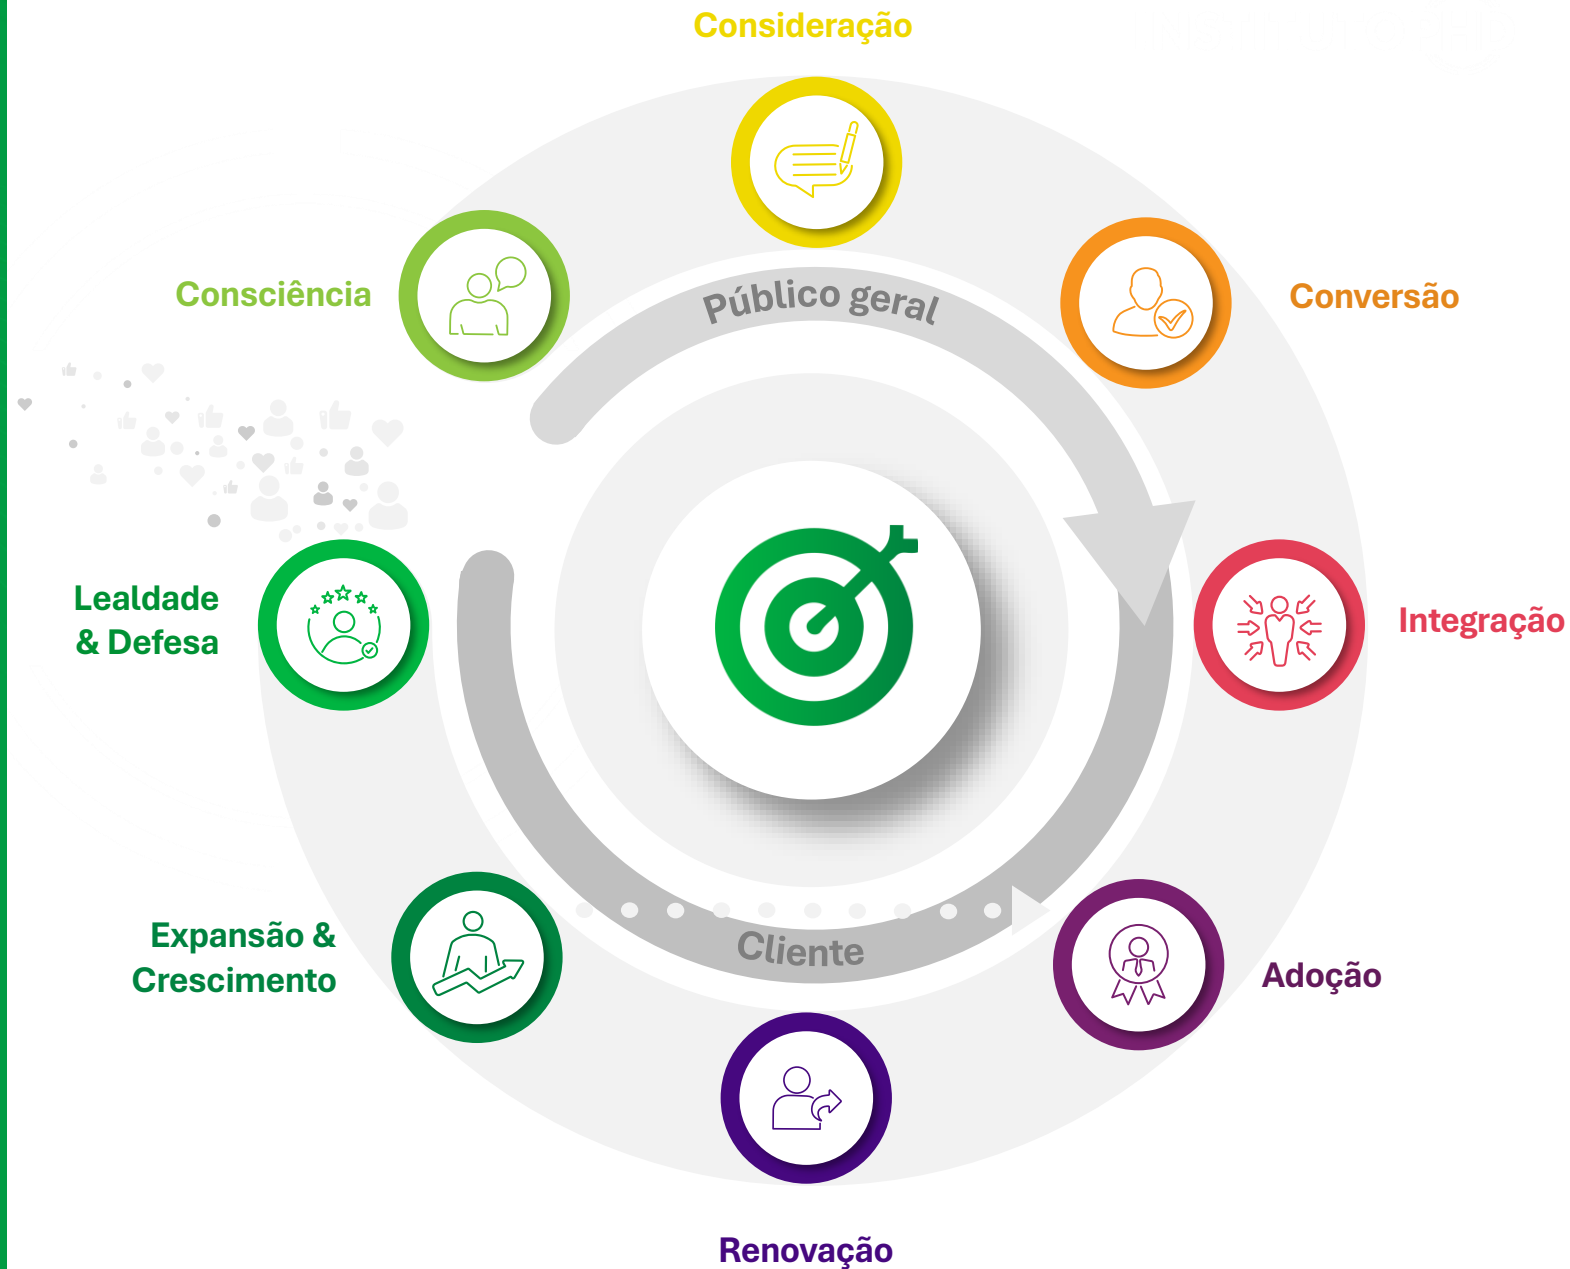 Consideração
Consciência
Público geral
Conversão
Lealdade
& Defesa
Integração
Expansão &
Crescimento
Cliente
Adoção
Renovação